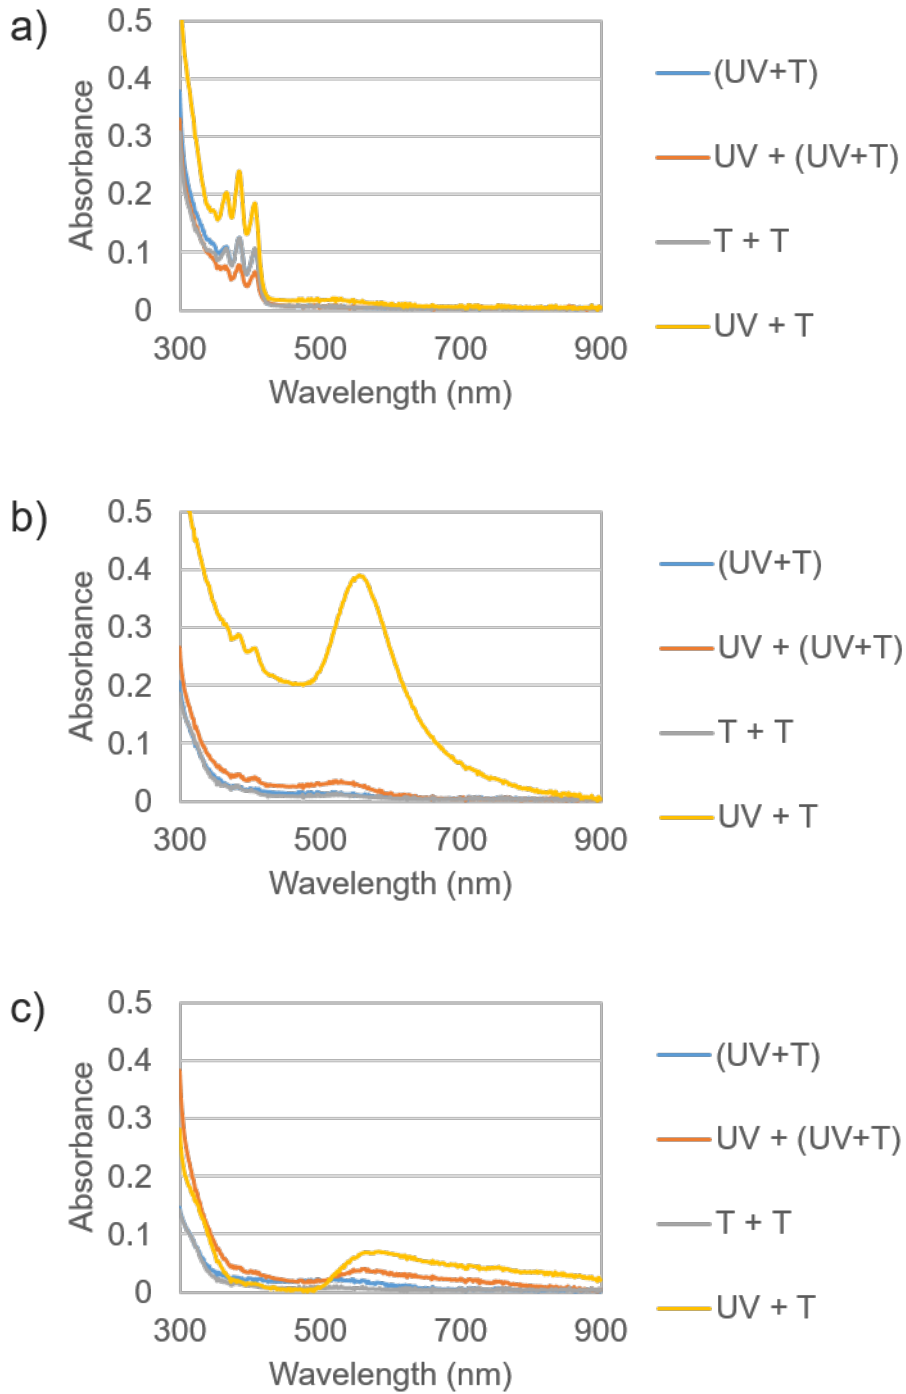 a)
0.5
0.4
0.3
0.2
0.1
0
Absorbance
300 500 700 900
Wavelength (nm)
(UV+T)
UV + (UV+T)
T + T
UV + T
b)
0.5
0.4
0.3
0.2
0.1
0
Absorbance
300 500 700 900
Wavelength (nm)
(UV+T)
UV + (UV+T)
T + T
UV + T
c)
0.5
0.4
0.3
0.2
0.1
0
Absorbance
300 500 700 900
Wavelength (nm)
(UV+T)
UV + (UV+T)
T + T
UV + T